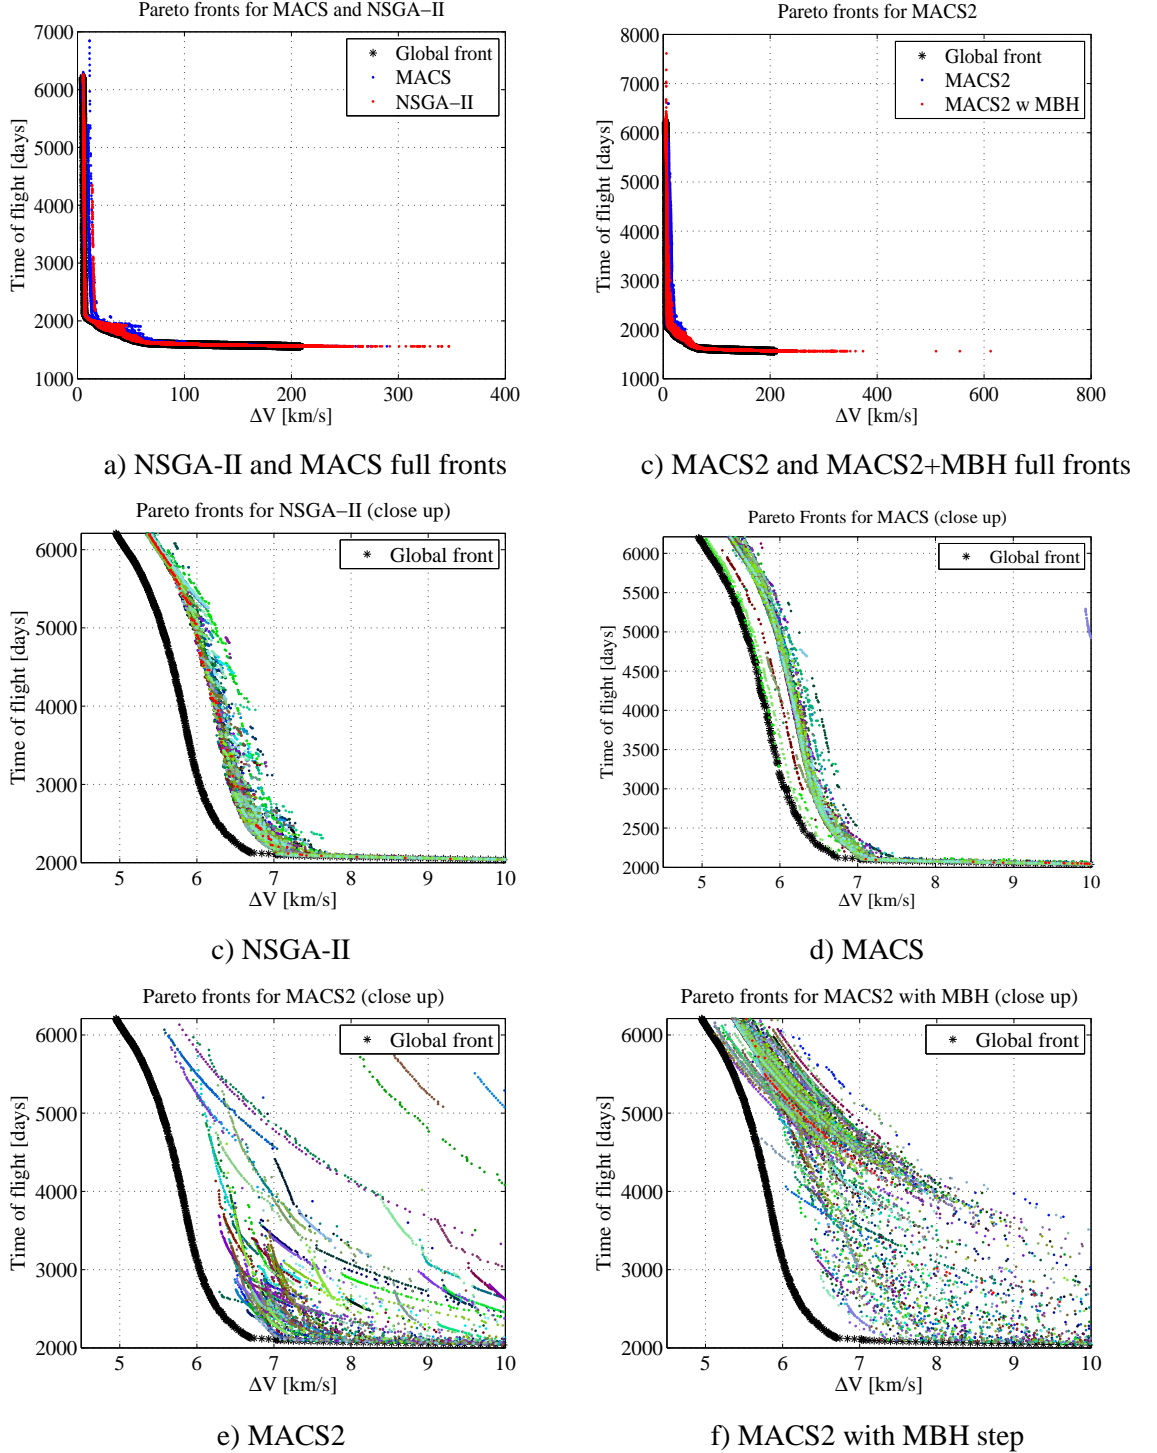 Pareto fronts for MACS and NSGA−II
7000
6000
5000
4000
3000
2000
1000
0
100
200
300
400
Time of flight [days]
ΔV [km/s]
Global front
MACS
NSGA−II
a) NSGA-II and MACS full fronts
Pareto fronts for MACS2
8000
7000
6000
5000
4000
3000
2000
1000
0
200
400
600
800
Time of flight [days]
ΔV [km/s]
Global front
MACS2
MACS2 w MBH
c) MACS2 and MACS2+MBH full fronts
Pareto fronts for NSGA−II (close up)
6000
5000
4000
3000
2000
5
6
7
8
9
10
Time of flight [days]
ΔV [km/s]
Global front
c) NSGA-II
Pareto Fronts for MACS (close up)
6000
5500
5000
4500
4000
3500
3000
2500
2000
5
6
7
8
9
10
Time of flight [days]
ΔV [km/s]
Global front
d) MACS
Pareto fronts for MACS2 (close up)
6000
5000
4000
3000
2000
5
6
7
8
9
10
Time of flight [days]
ΔV [km/s]
Global front
e) MACS2
Pareto fronts for MACS2 with MBH (close up)
6000
5000
4000
3000
2000
5
6
7
8
9
10
Time of flight [days]
ΔV [km/s]
Global front
f) MACS2 with MBH step